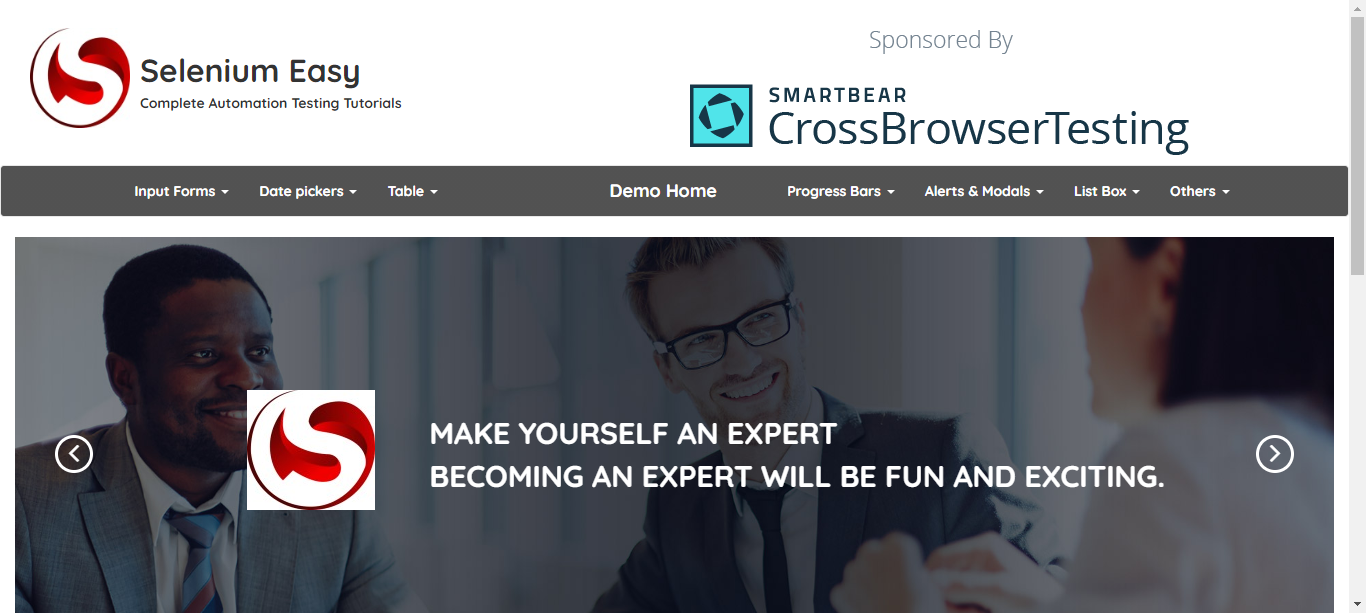 Selenium Easy
Complete Automation Testing Tutorials
Sponsored By
SMARTBEAR
CrossBrowserTesting
Input Forms
Date pickers
Table
Demo Home
Progress Bars
Alerts & Modals
List Box
Others
MAKE YOURSELF AN EXPERT
BECOMING AN EXPERT WILL BE FUN AND EXCITING.